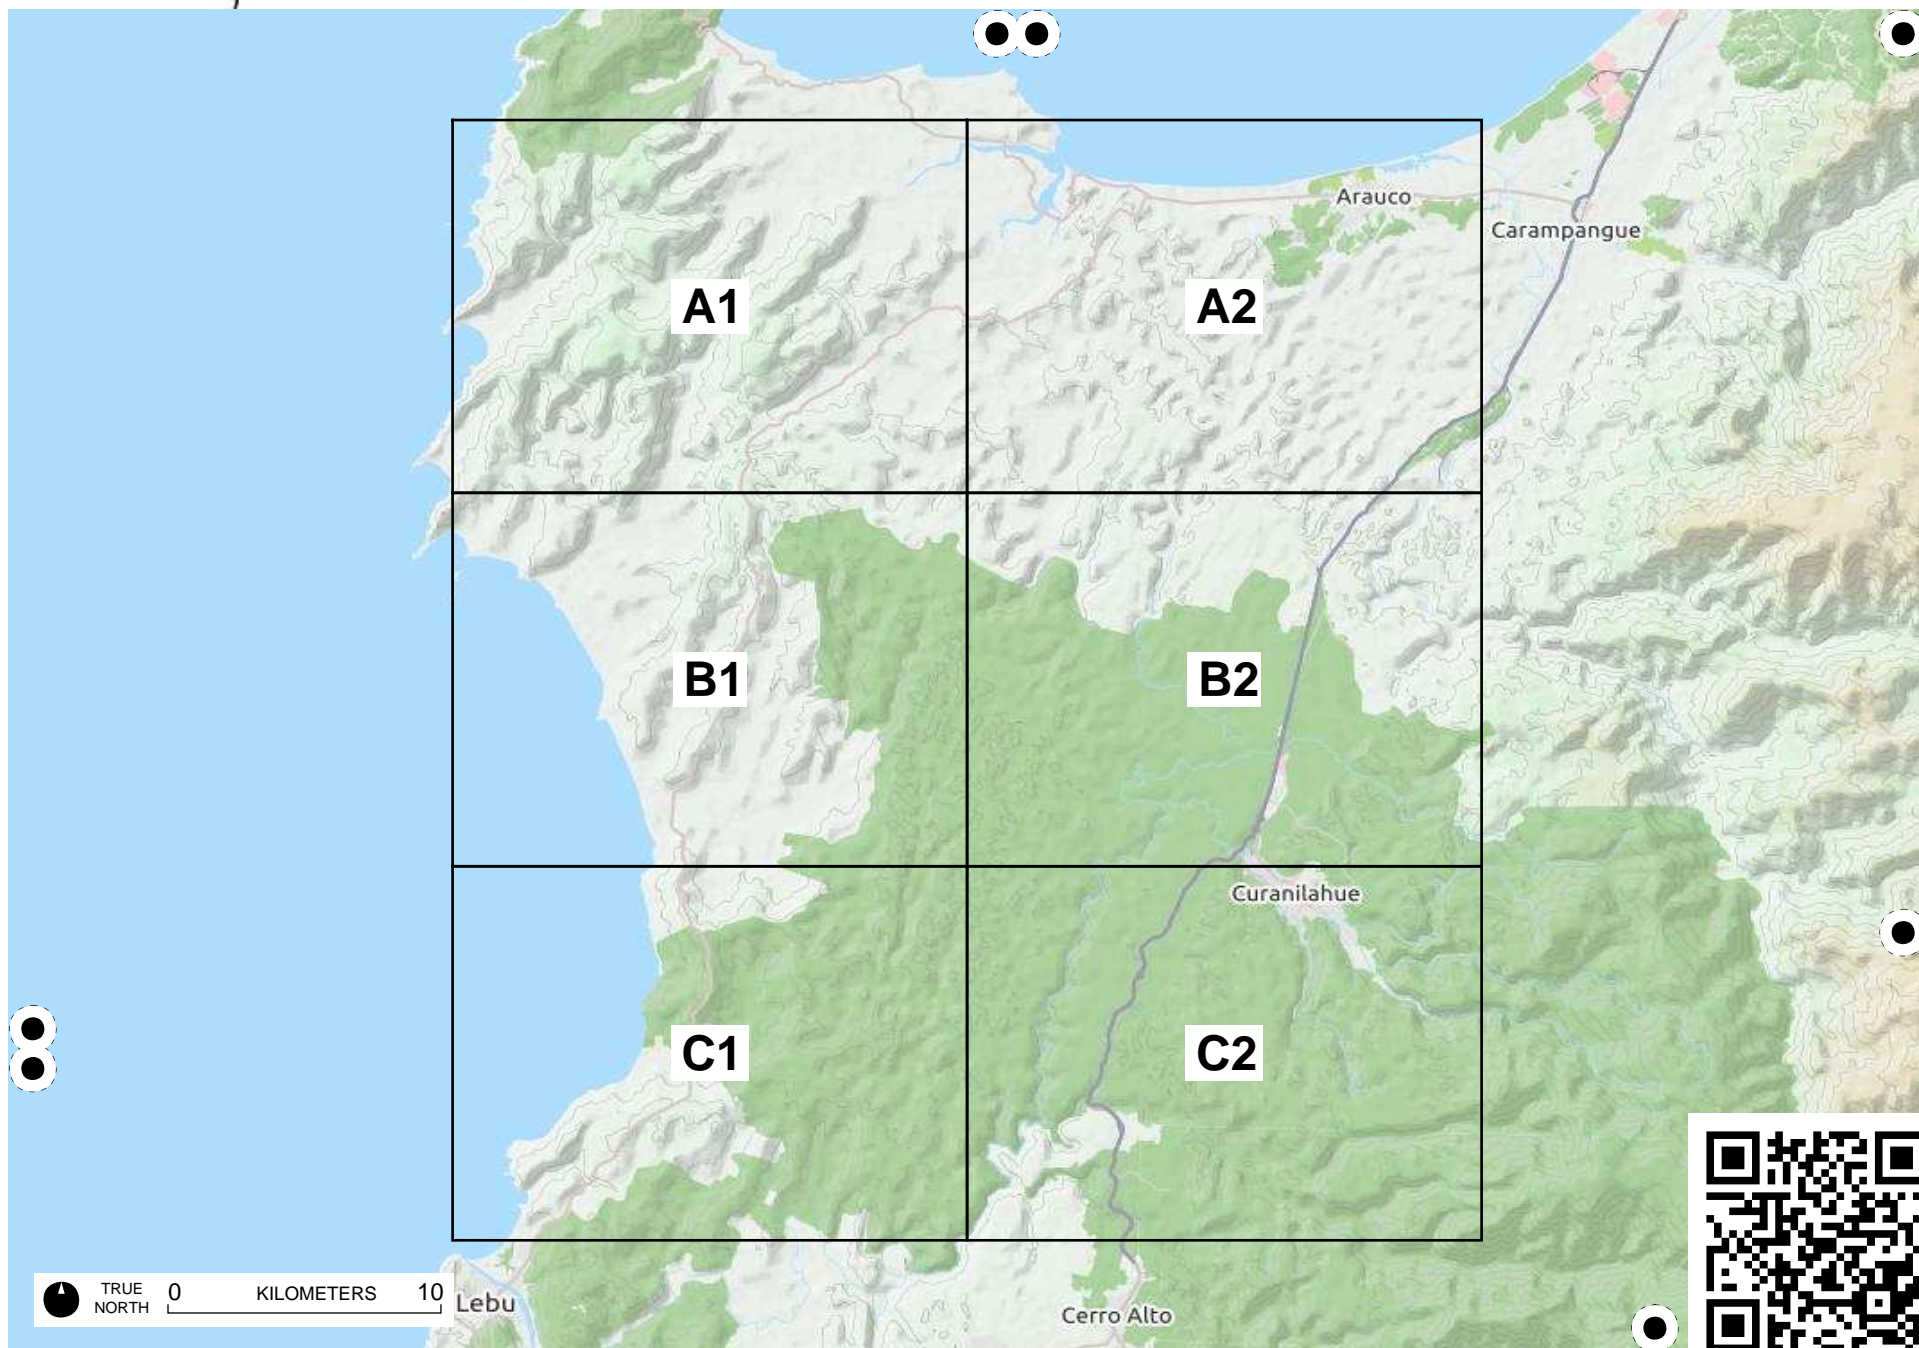 Arauco
Carampangue
A1
A2
B1
B2
Curanilahue
C1
C2
TRUE NORTH
0 KILOMETERS 10
Lebu
Cerro Alto